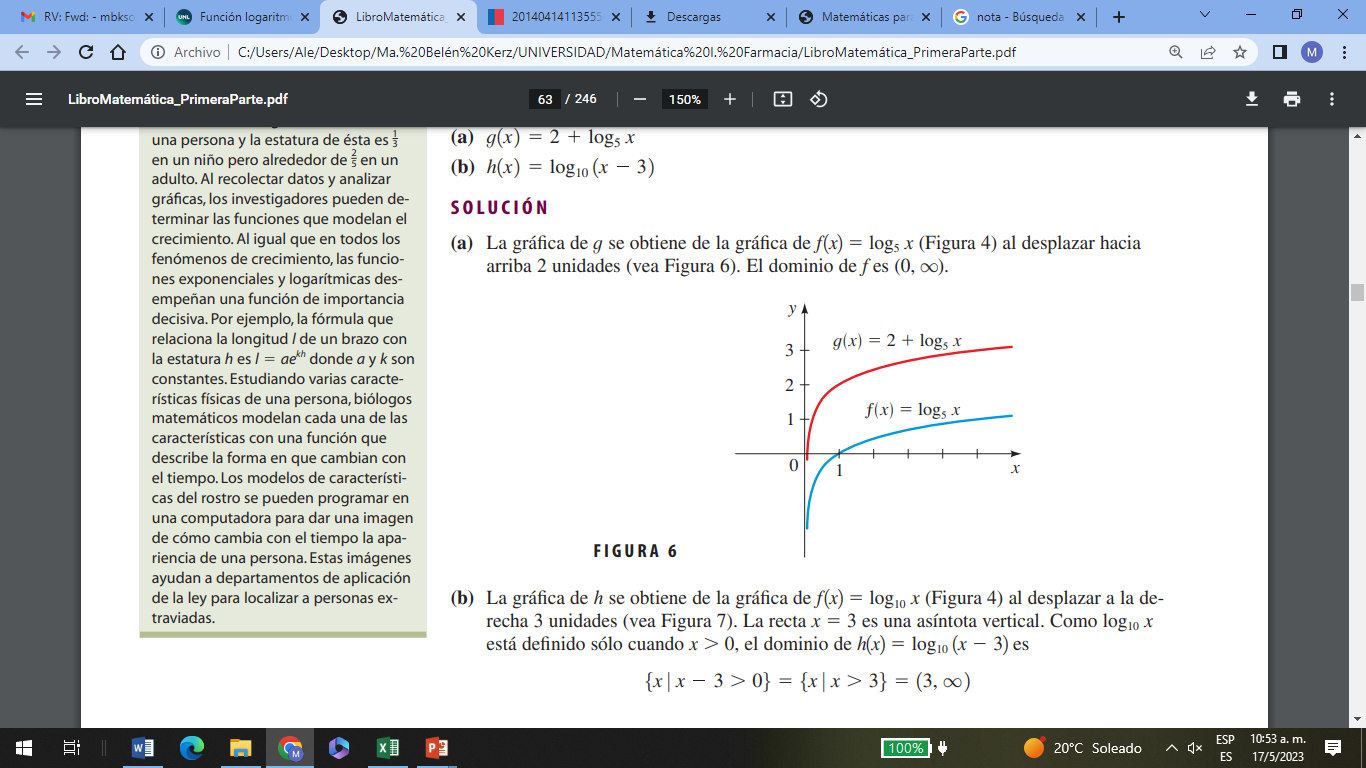 RV: Fwd: - mbkso
Función logaritm
LibroMatemática_
20140414113555
Descargas
Matemáticas para
nota - Búsqueda
Archivo C:/Users/Ale/Desktop/Ma.%20Belén%20Kerz/UNIVERSIDAD/Matemática%20I.%20Farmacia/LibroMatemática_PrimeraParte.pdf
M
LibroMatemática_PrimeraParte.pdf
63 / 246
150%
una persona y la estatura de ésta es 1/3
en un niño pero alrededor de 2/5 en un
adulto. Al recolectar datos y analizar
gráficas, los investigadores pueden de-
terminar las funciones que modelan el
crecimiento. Al igual que en todos los
fenómenos de crecimiento, las funcio-
nes exponenciales y logarítmicas des-
empeñan una función de importancia
decisiva. Por ejemplo, la fórmula que
relaciona la longitud l de un brazo con
la estatura h es l = ae^{kh} donde a y k son
constantes. Estudiando varias caracte-
rísticas físicas de una persona, biólogos
matemáticos modelan cada una de las
características con una función que
describe la forma en que cambian con
el tiempo. Los modelos de característi-
cas del rostro se pueden programar en
una computadora para dar una imagen
de cómo cambia con el tiempo la apa-
riencia de una persona. Estas imágenes
ayudan a departamentos de aplicación
de la ley para localizar a personas ex-
traviadas.
(a) g(x) = 2 + log₅ x
(b) h(x) = log₁₀ (x − 3)
SOLUCIÓN
(a) La gráfica de g se obtiene de la gráfica de f(x) = log₅ x (Figura 4) al desplazar hacia
arriba 2 unidades (vea Figura 6). El dominio de f es (0, ∞).
y
g(x) = 2 + log₅ x
3
2
f(x) = log₅ x
1
0
1
x
FIGURA 6
(b) La gráfica de h se obtiene de la gráfica de f(x) = log₁₀ x (Figura 4) al desplazar a la de-
recha 3 unidades (vea Figura 7). La recta x = 3 es una asíntota vertical. Como log₁₀ x
está definido sólo cuando x > 0, el dominio de h(x) = log₁₀ (x − 3) es
{x | x − 3 > 0} = {x | x > 3} = (3, ∞)
100%
20°C Soleado
ESP
ES
10:53 a. m.
17/5/2023